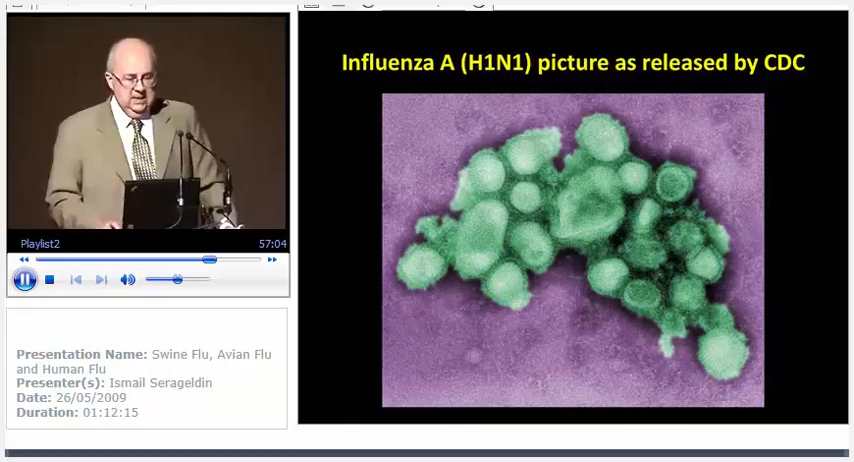 Influenza A (H1N1) picture as released by CDC
Playlist2 57:04
Presentation Name: Swine Flu, Avian Flu
and Human Flu
Presenter(s): Ismail Serageldin
Date: 26/05/2009
Duration: 01:12:15